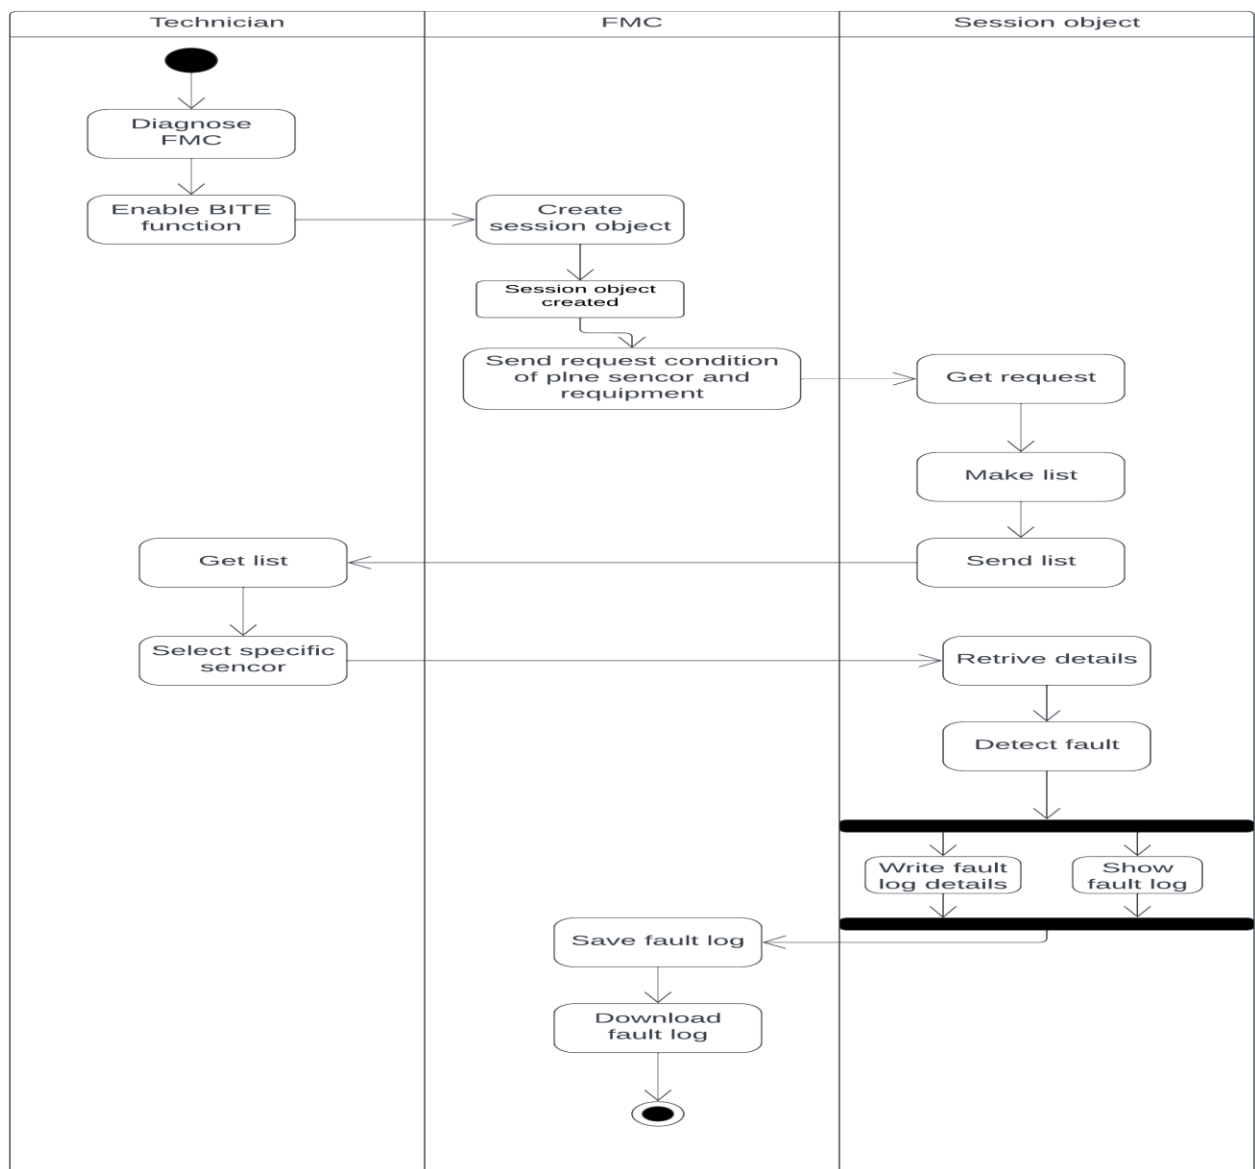 Technician
FMC
Session object
Diagnose
FMC
Enable BITE
function
Create
session object
Session object
created
Send request condition
of plne sencor and
requipment
Get request
Make list
Send list
Get list
Select specific
sencor
Retrive details
Detect fault
Write fault
log details
Show
fault log
Save fault log
Download
fault log